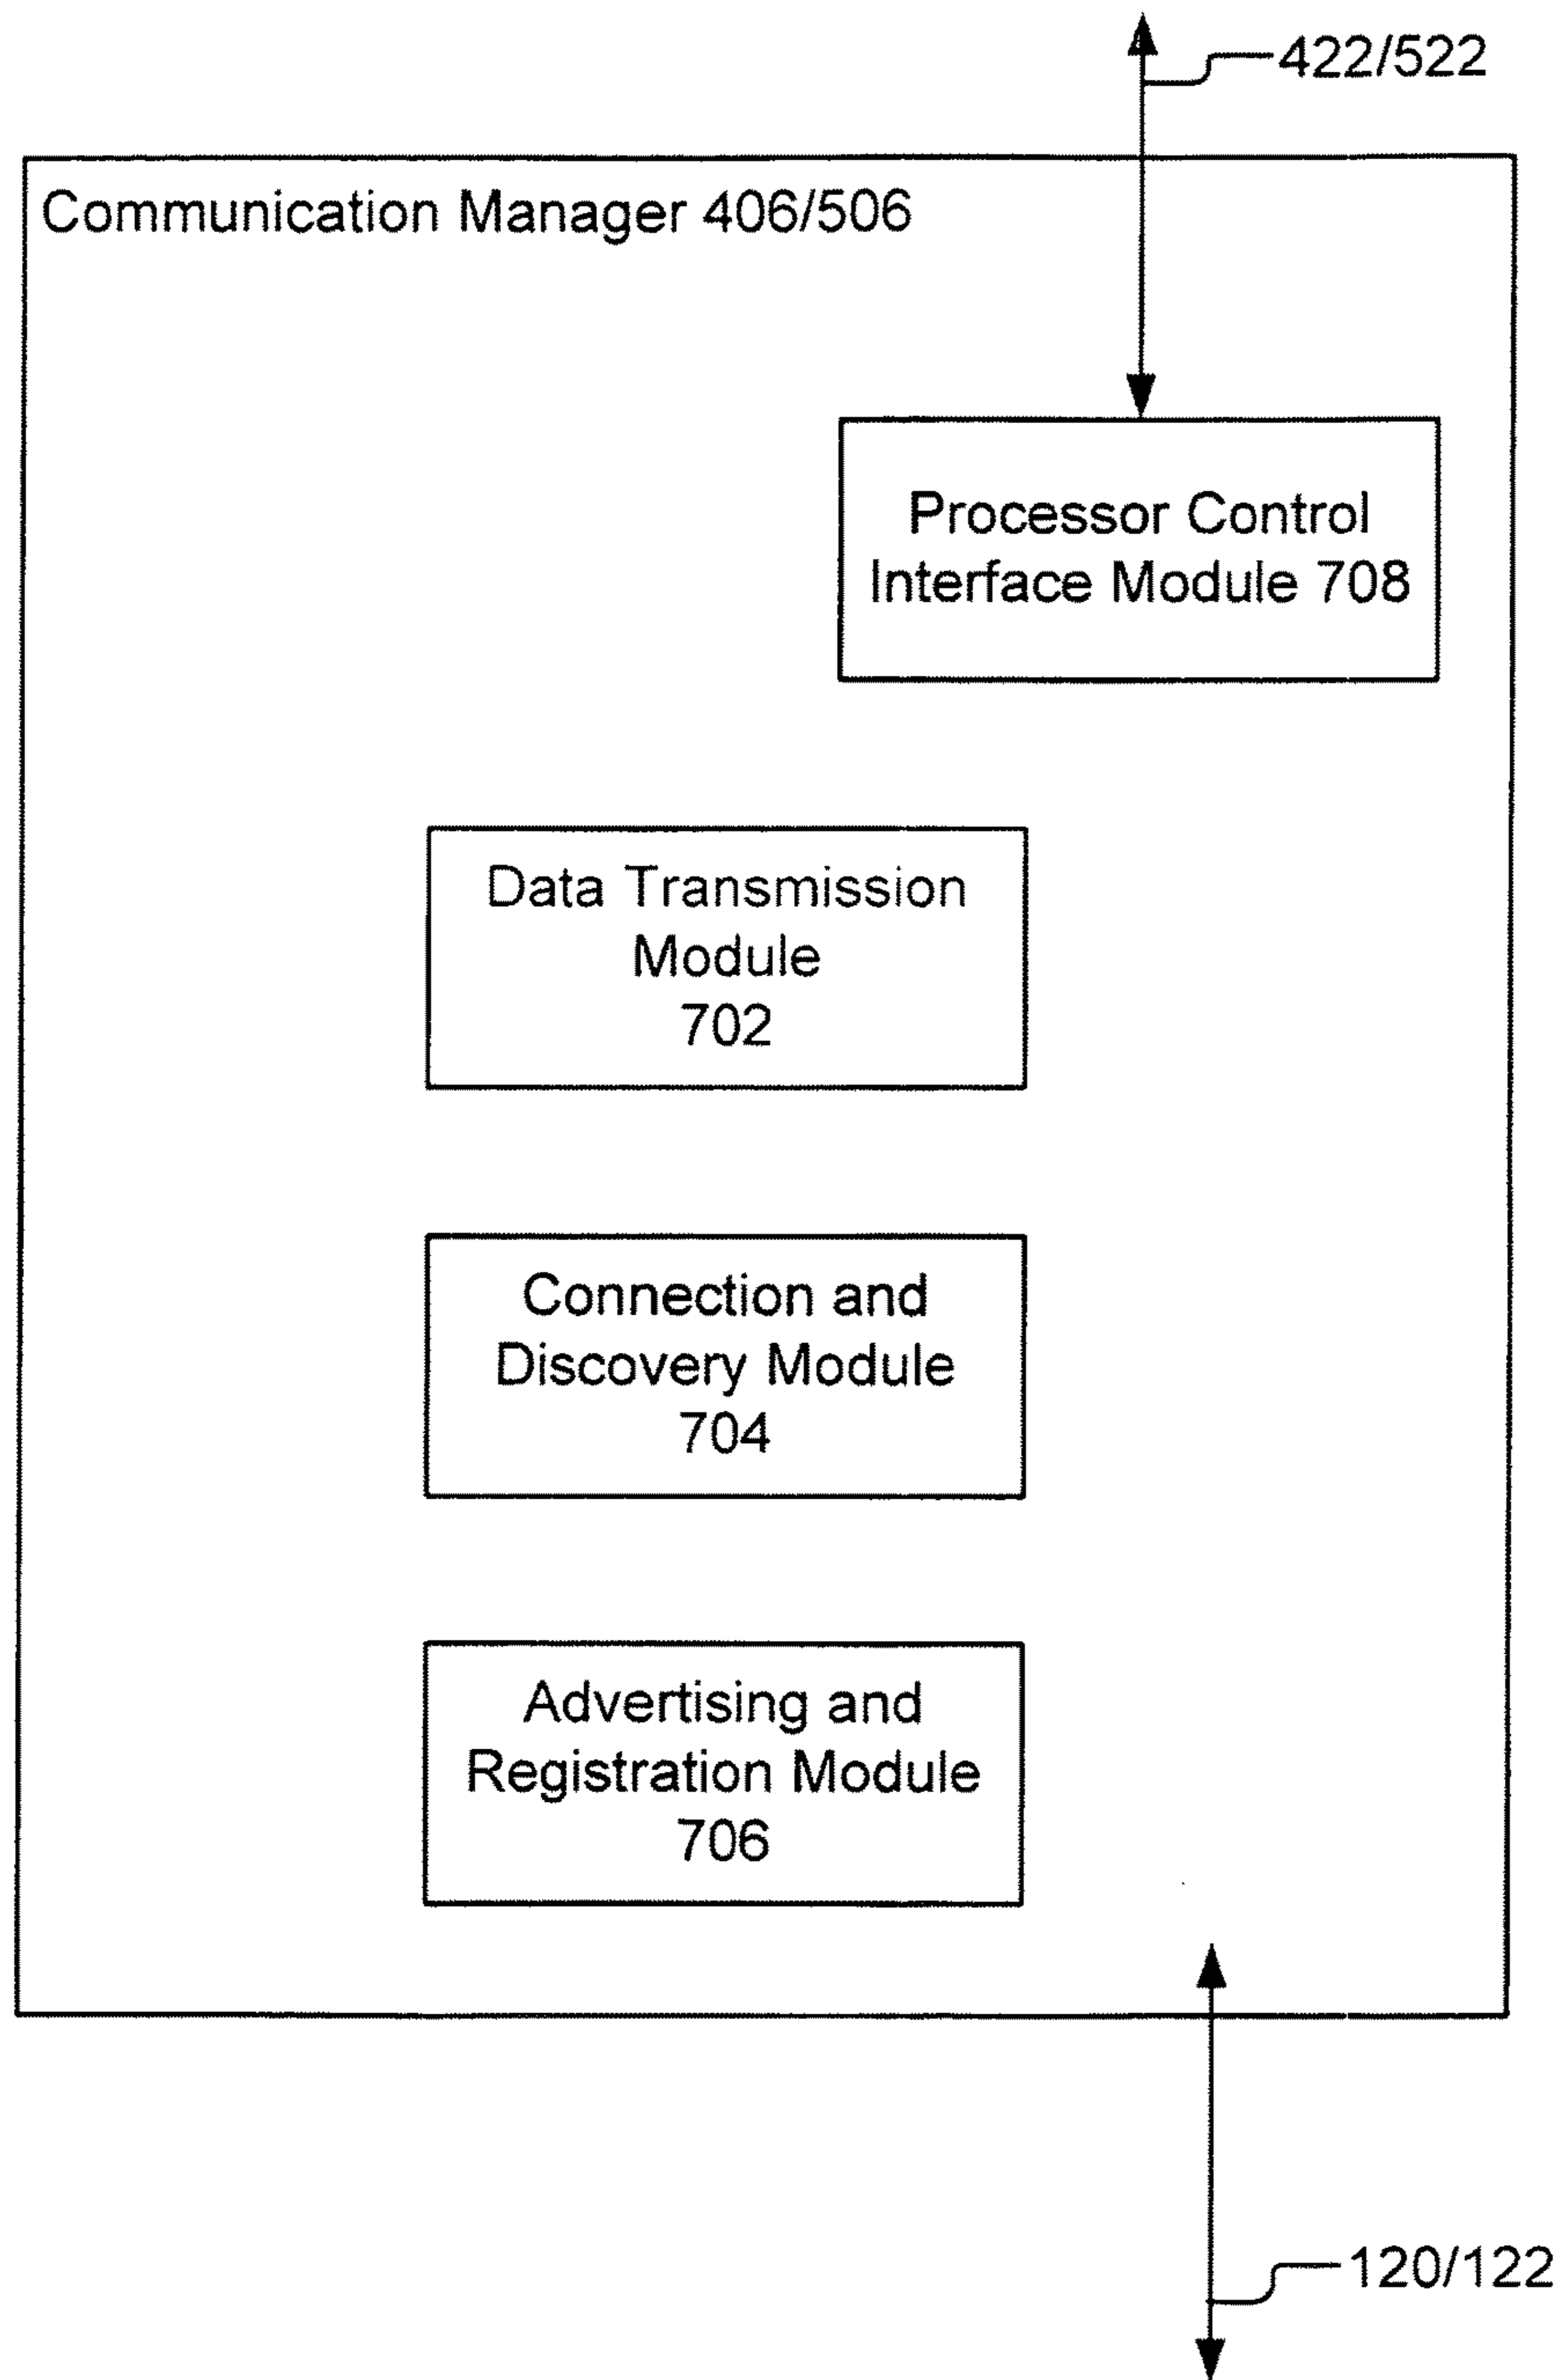 422/522
Communication Manager 406/506
Processor Control
Interface Module 708
Data Transmission
Module
702
Connection and
Discovery Module
704
Advertising and
Registration Module
706
120/122